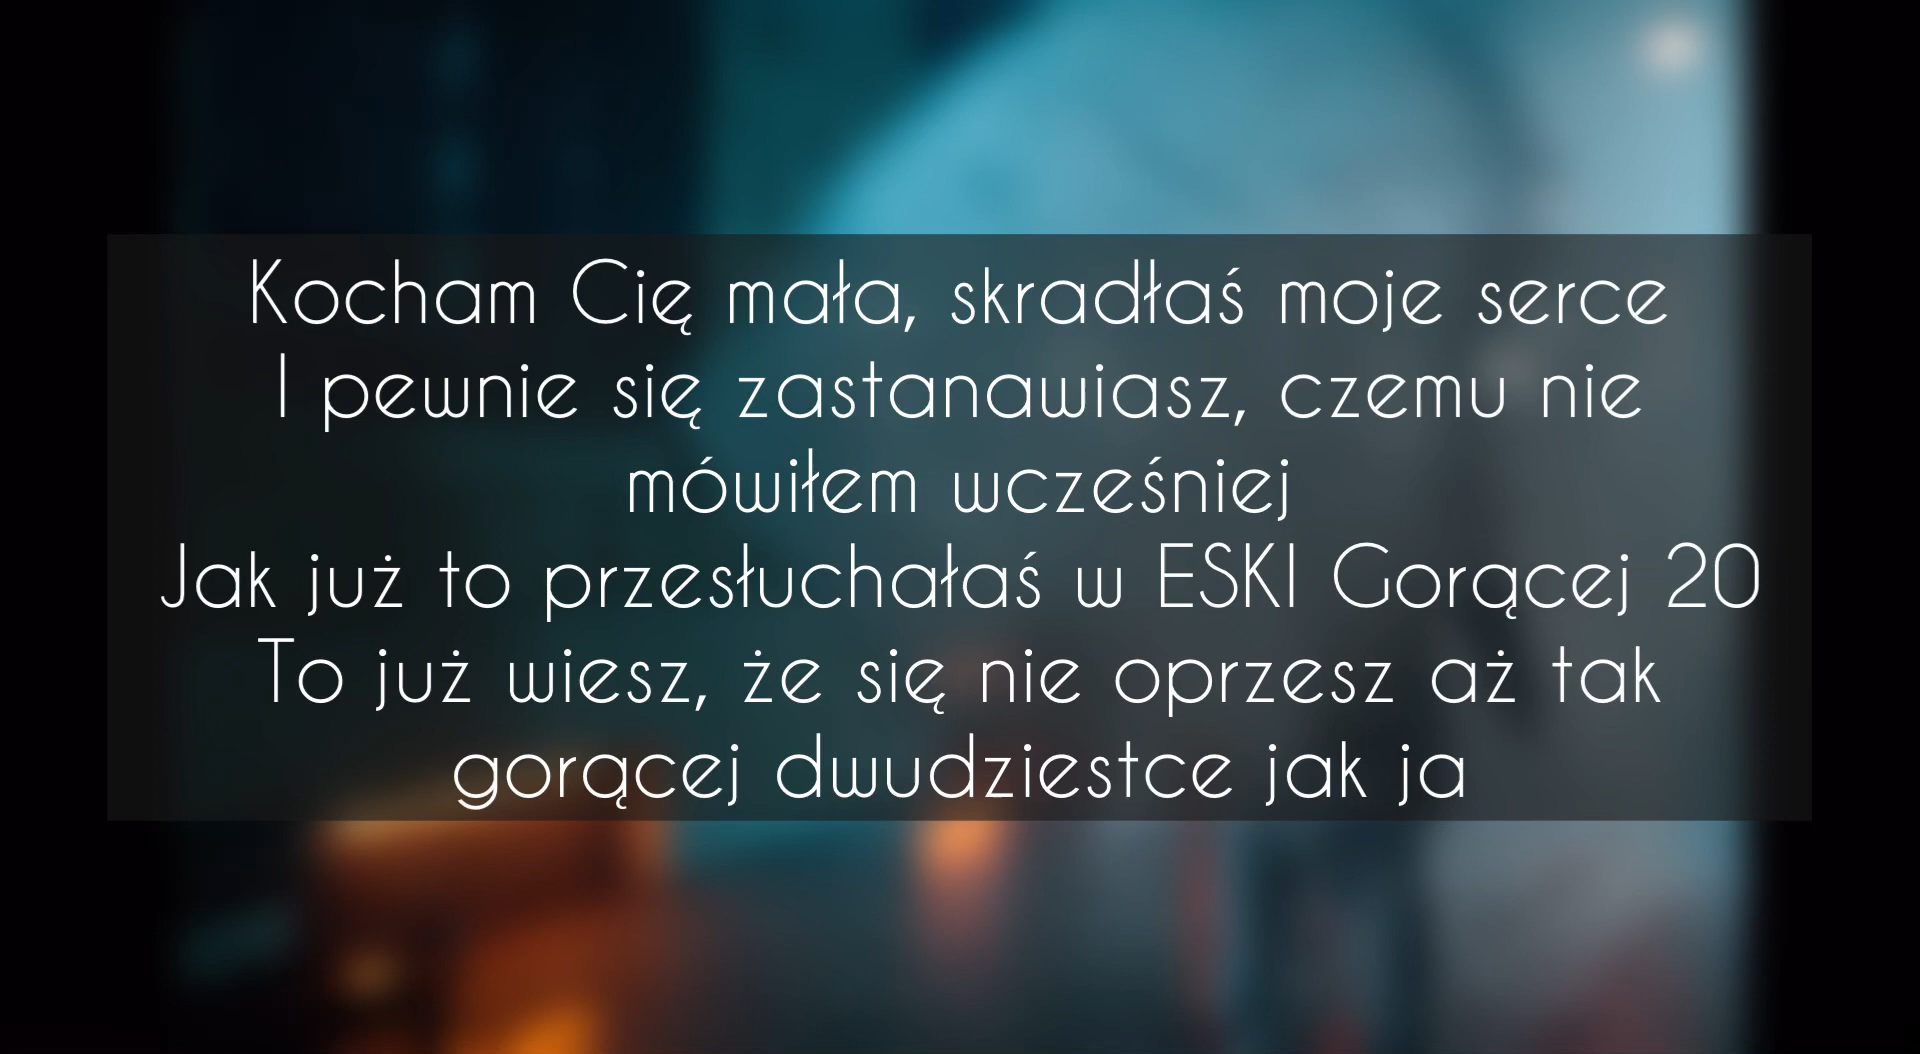 Kocham Cię mała, skradłaś moje serce
I pewnie się zastanawiasz, czemu nie
mówiłem wcześniej
Jak już to przesłuchałaś w ESKI Gorącej 20
To już wiesz, że się nie oprzesz aż tak
gorącej dwudziestce jak ja